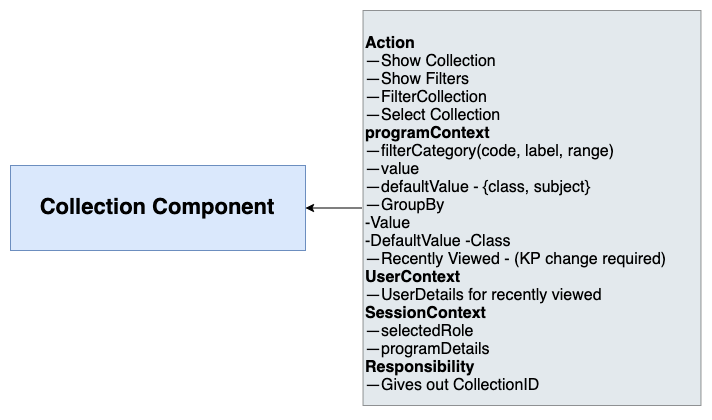 Collection Component
Action
—Show Collection
—Show Filters
—FilterCollection
—Select Collection
programContext
—filterCategory(code, label, range)
—value
—defaultValue - {class, subject}
—GroupBy
-Value
-DefaultValue -Class
—Recently Viewed - (KP change required)
UserContext
—UserDetails for recently viewed
SessionContext
—selectedRole
—programDetails
Responsibility
—Gives out CollectionID